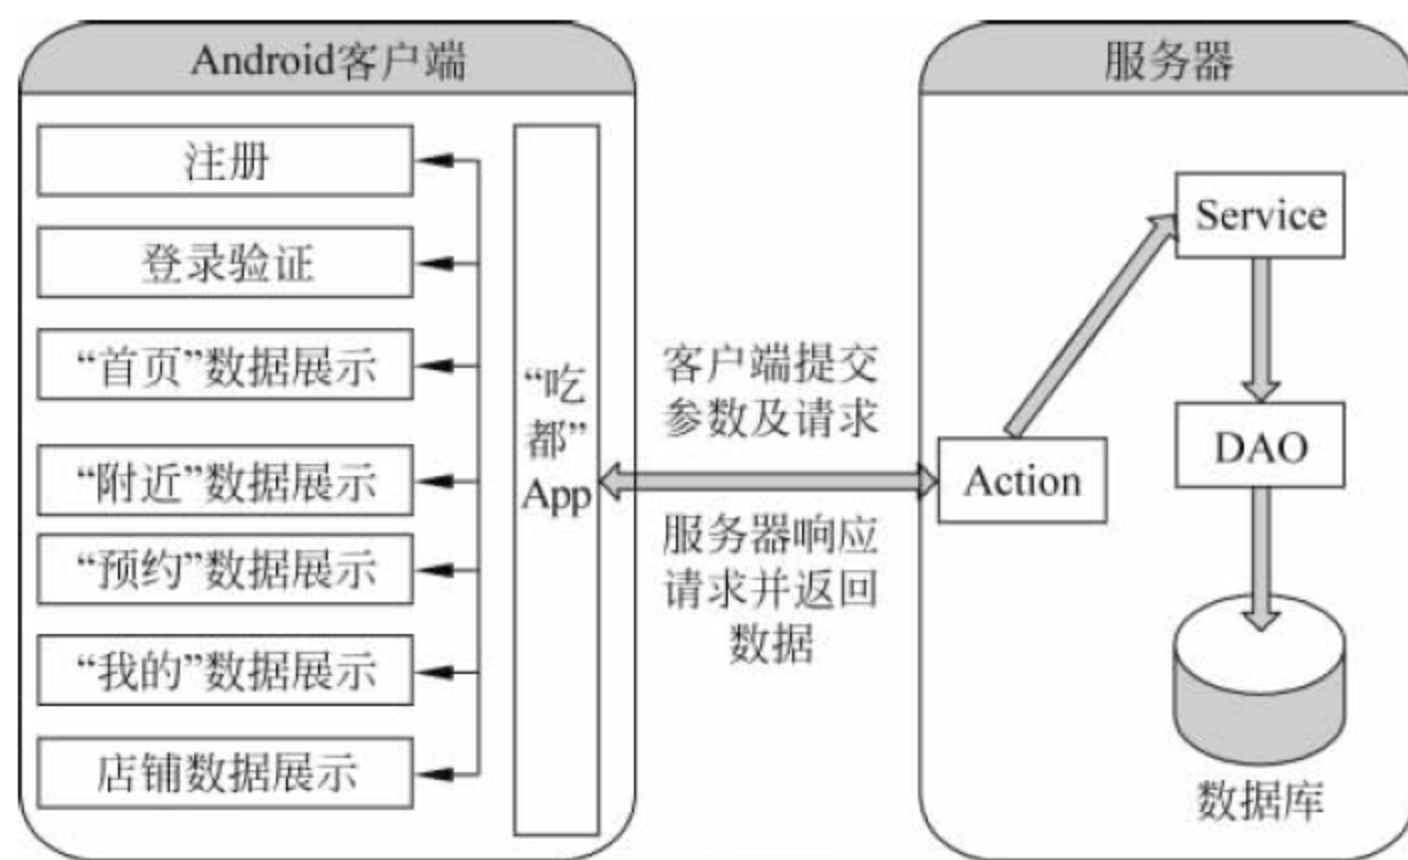 Android客户端
注册
登录验证
“首页”数据展示
“附近”数据展示
“预约”数据展示
“我的”数据展示
店铺数据展示
“吃
都”
App
客户端提交
参数及请求
服务器响应
请求并返回
数据
服务器
Service
Action
DAO
数据库